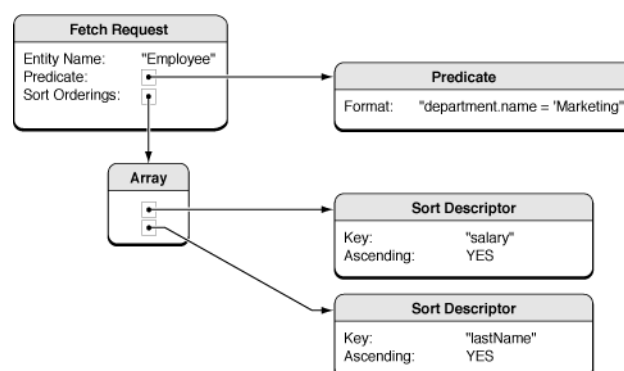 Fetch Request
Entity Name: "Employee"
Predicate:
Sort Orderings:
Predicate
Format: "department.name = 'Marketing"
Array
Sort Descriptor
Key: "salary"
Ascending: YES
Sort Descriptor
Key: "lastName"
Ascending: YES